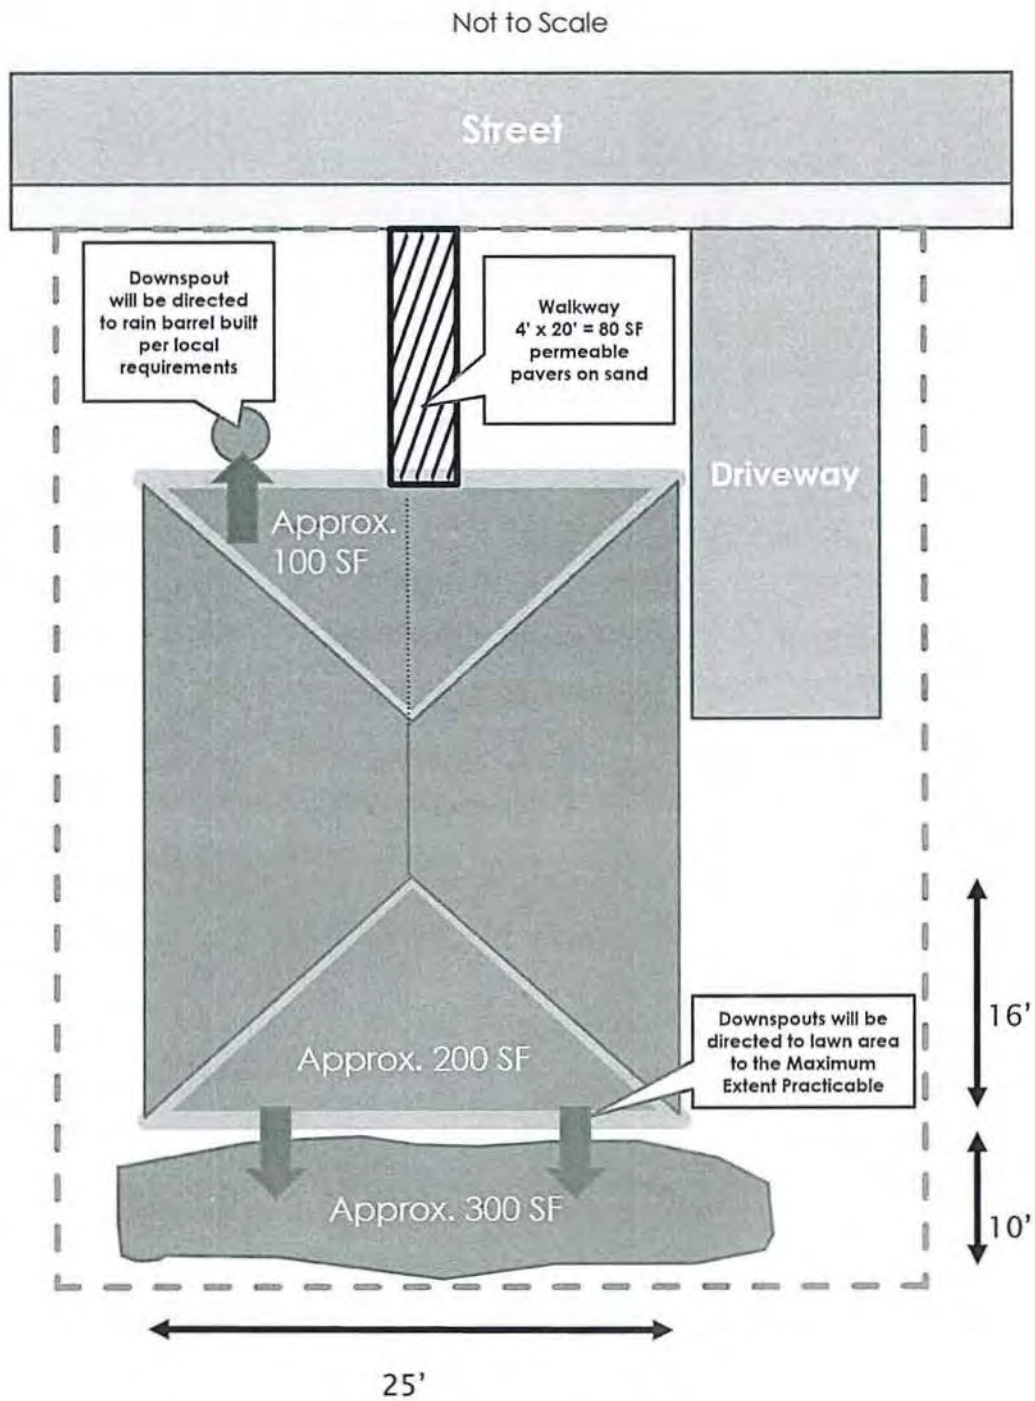 Not to Scale
Street
Downspout
will be directed
to rain barrel built
per local
requirements
Walkway
4' x 20' = 80 SF
permeable
pavers on sand
Driveway
Approx.
100 SF
16'
Downspouts will be
directed to lawn area
to the Maximum
Extent Practicable
Approx. 200 SF
Approx. 300 SF
10'
25'